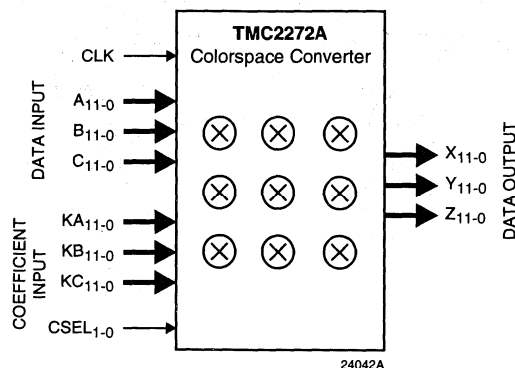 TMC2272A
Colorspace Converter
CLK
DATA INPUT
A11-0
B11-0
C11-0
COEFFICIENT
INPUT
KA11-0
KB11-0
KC11-0
CSEL1-0
X11-0
Y11-0
Z11-0
DATA OUTPUT
24042A